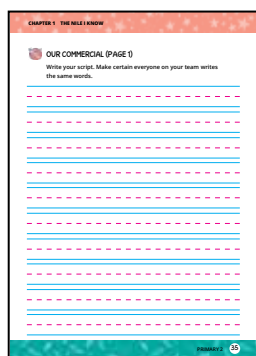 CHAPTER 1 THE NILE I KNOW
OUR COMMERCIAL (PAGE 1)
Write your script. Make certain everyone on your team writes
the same words.
PRIMARY 2 35